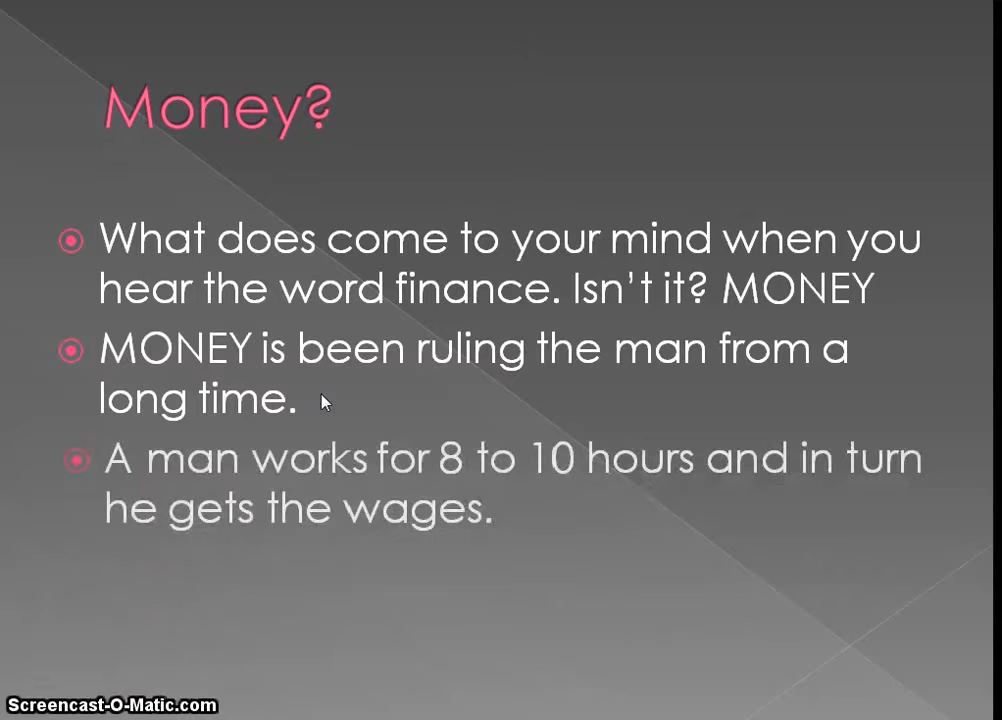 Money?
What does come to your mind when you
hear the word finance. Isn't it? MONEY
MONEY is been ruling the man from a
long time.
A man works for 8 to 10 hours and in turn
he gets the wages.
Screencast-O-Matic.com